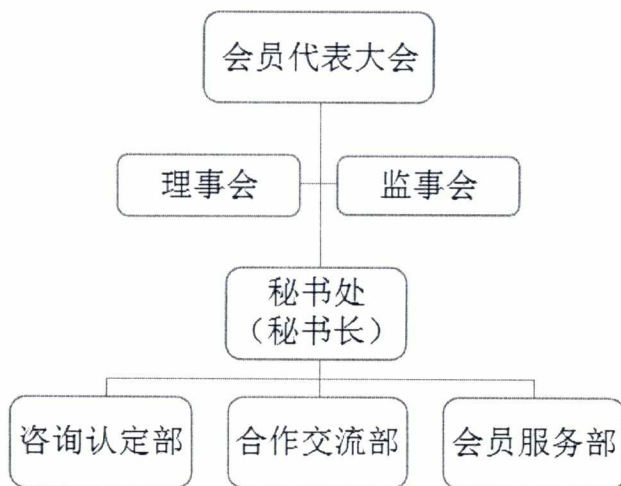 会员代表大会
理事会
监事会
秘书处
（秘书长）
咨询认定部
合作交流部
会员服务部